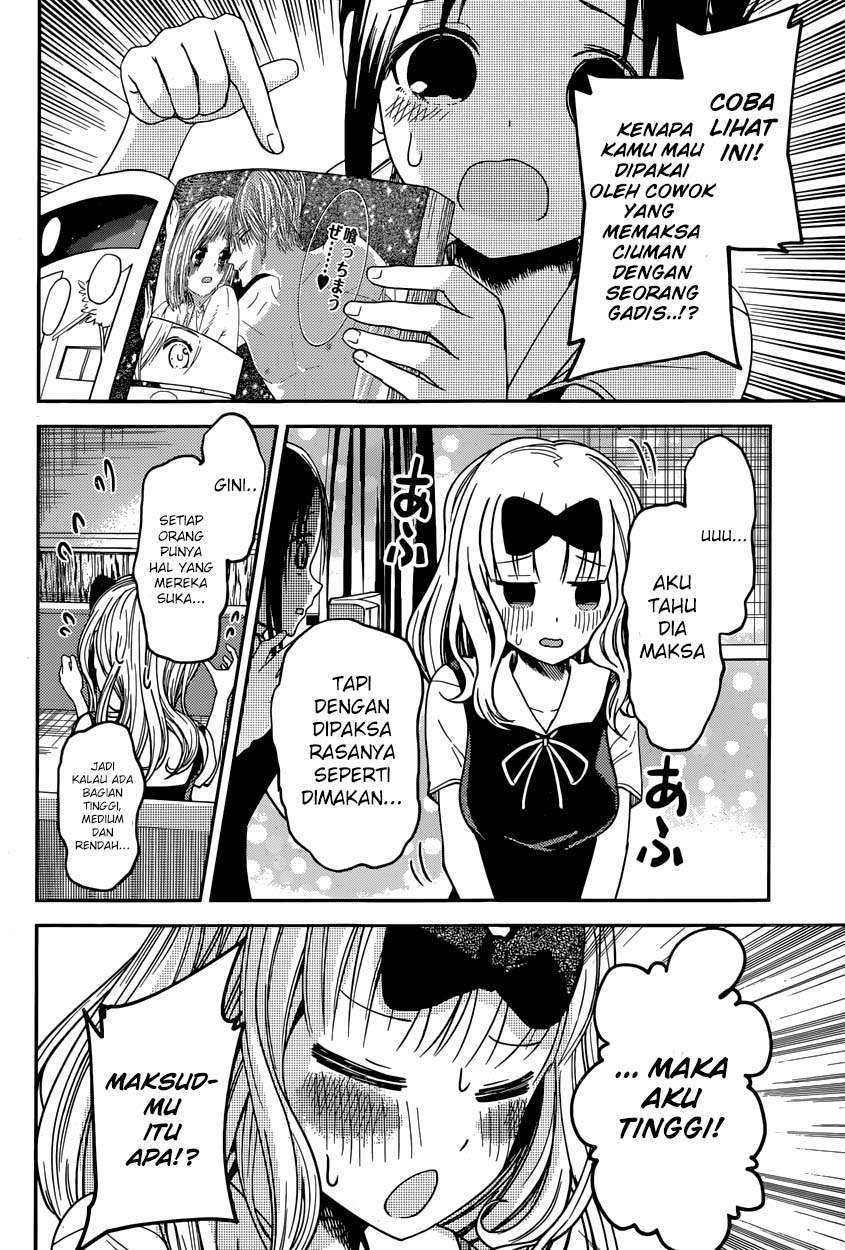 COBA
LIHAT
INI!
KENAPA
KAMU MAU
DIPAKAI
OLEH COWOK
YANG
MEMAKSA
CIUMAN
DENGAN
SEORANG
GADIS..!?
喰っちまう
ぜ……♥
UUU...
AKU
TAHU
DIA
MAKSA
あふ
あふ
TAPI
DENGAN
DIPAKSA
RASANYA
SEPERTI
DIMAKAN...
GINI..
SETIAP
ORANG
PUNYA
HAL YANG
MEREKA
SUKA...
JADI
KALAU ADA
BAGIAN
TINGGI,
MEDIUM
DAN
RENDAH...
... MAKA
AKU
TINGGI!
MAKSUD-
MU
ITU
APA!?